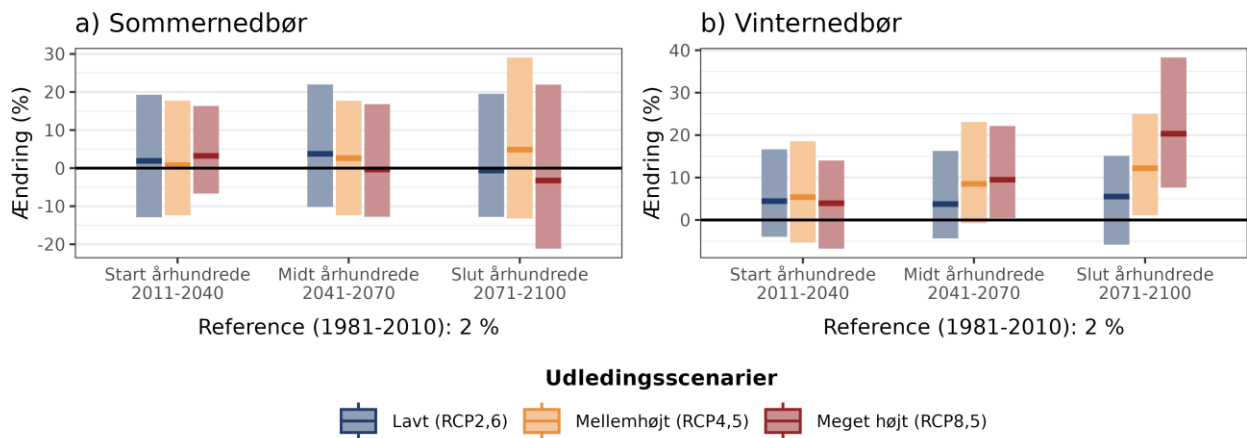 a) Sommernedbør
Ændring (%)
30
20
10
0
-10
-20
Start århundrede
2011-2040
Midt århundrede
2041-2070
Slut århundrede
2071-2100
Reference (1981-2010): 2 %
b) Vinternedbør
Ændring (%)
40
30
20
10
0
Start århundrede
2011-2040
Midt århundrede
2041-2070
Slut århundrede
2071-2100
Reference (1981-2010): 2 %
Udledingsscenarier
Lavt (RCP2,6)
Mellemhøjt (RCP4,5)
Meget højt (RCP8,5)